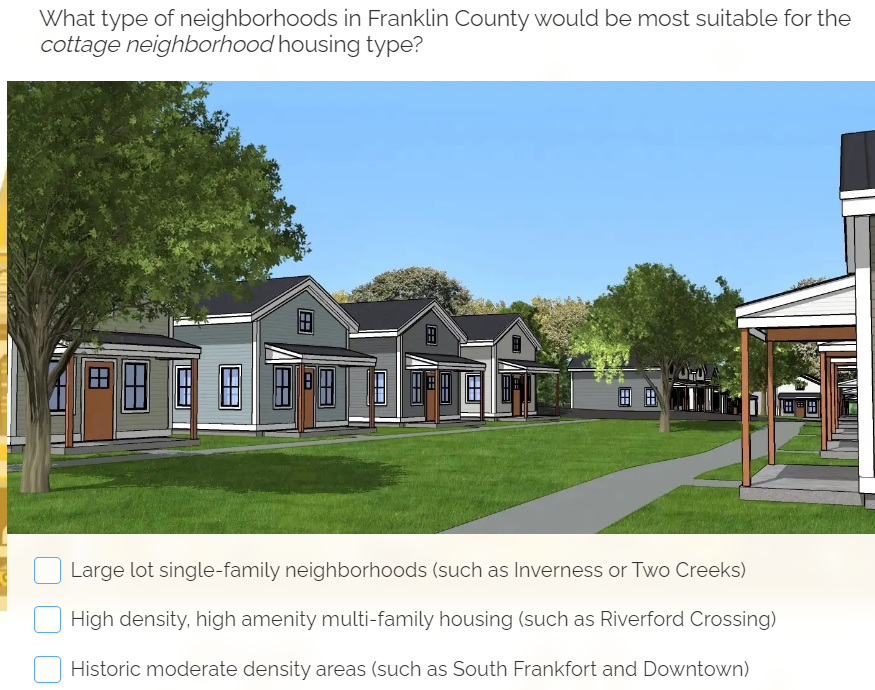 What type of neighborhoods in Franklin County would be most suitable for the
cottage neighborhood housing type?
Large lot single-family neighborhoods (such as Inverness or Two Creeks)
High density, high amenity multi-family housing (such as Riverford Crossing)
Historic moderate density areas (such as South Frankfort and Downtown)